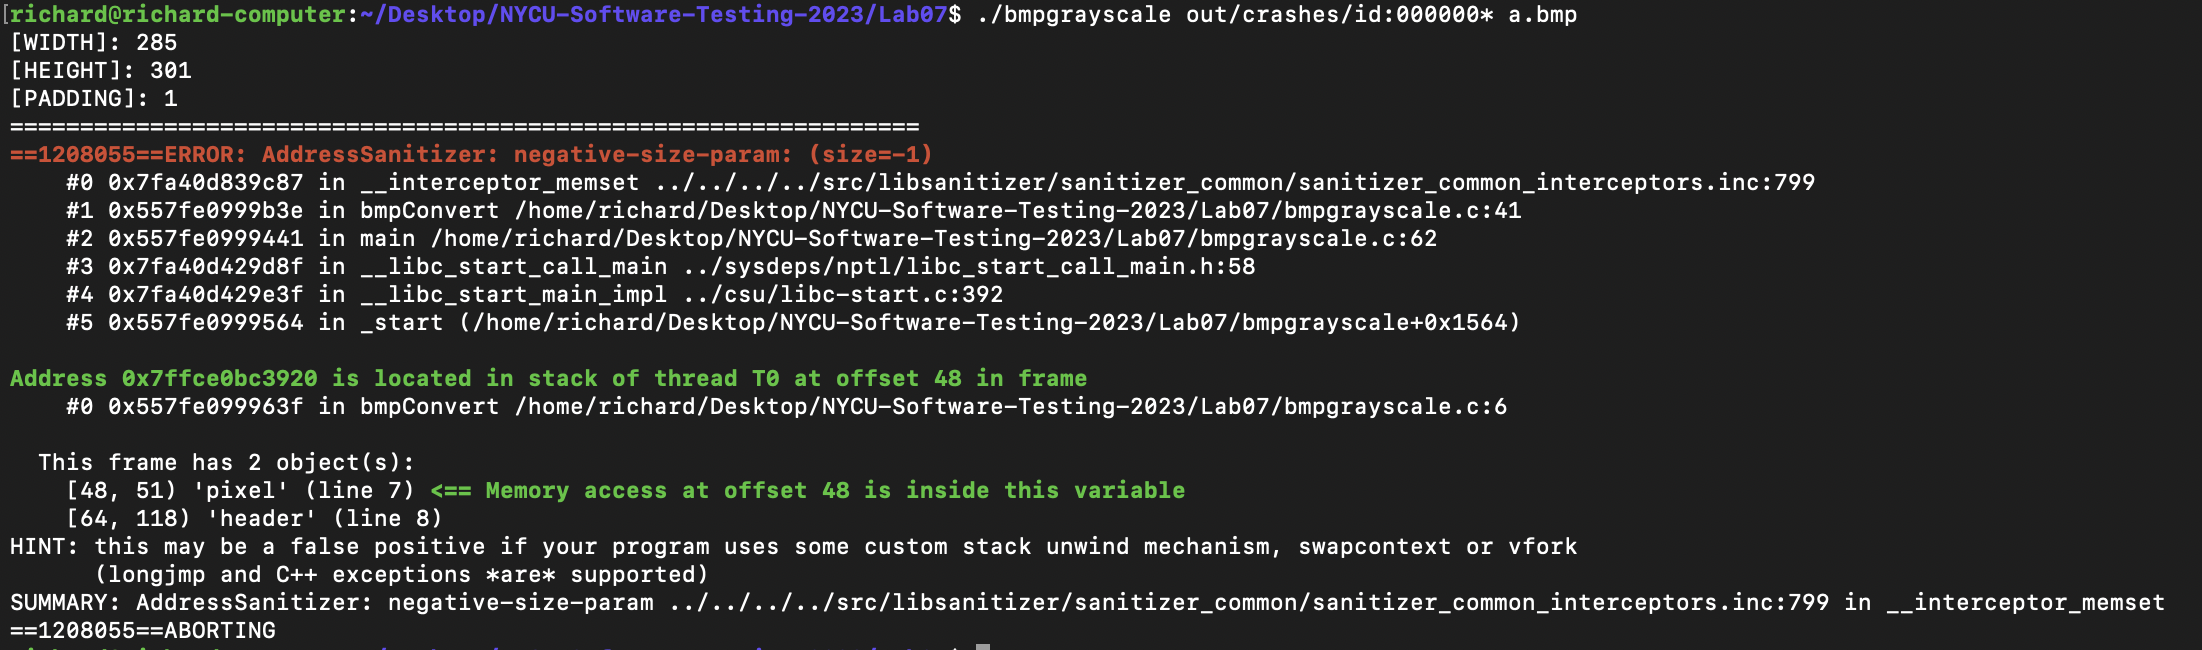 [richard@richard-computer:~/Desktop/NYCU-Software-Testing-2023/Lab07$ ./bmpgrayscale out/crashes/id:000000* a.bmp
[WIDTH]: 285
[HEIGHT]: 301
[PADDING]: 1
=================================================================
==1208055==ERROR: AddressSanitizer: negative-size-param: (size=-1)
    #0 0x7fa40d839c87 in __interceptor_memset ../../../../src/libsanitizer/sanitizer_common/sanitizer_common_interceptors.inc:799
    #1 0x557fe0999b3e in bmpConvert /home/richard/Desktop/NYCU-Software-Testing-2023/Lab07/bmpgrayscale.c:41
    #2 0x557fe0999441 in main /home/richard/Desktop/NYCU-Software-Testing-2023/Lab07/bmpgrayscale.c:62
    #3 0x7fa40d429d8f in __libc_start_call_main ../sysdeps/nptl/libc_start_call_main.h:58
    #4 0x7fa40d429e3f in __libc_start_main_impl ../csu/libc-start.c:392
    #5 0x557fe0999564 in _start (/home/richard/Desktop/NYCU-Software-Testing-2023/Lab07/bmpgrayscale+0x1564)

Address 0x7ffce0bc3920 is located in stack of thread T0 at offset 48 in frame
    #0 0x557fe099963f in bmpConvert /home/richard/Desktop/NYCU-Software-Testing-2023/Lab07/bmpgrayscale.c:6

  This frame has 2 object(s):
    [48, 51) 'pixel' (line 7) <== Memory access at offset 48 is inside this variable
    [64, 118) 'header' (line 8)
HINT: this may be a false positive if your program uses some custom stack unwind mechanism, swapcontext or vfork
      (longjmp and C++ exceptions *are* supported)
SUMMARY: AddressSanitizer: negative-size-param ../../../../src/libsanitizer/sanitizer_common/sanitizer_common_interceptors.inc:799 in __interceptor_memset
==1208055==ABORTING